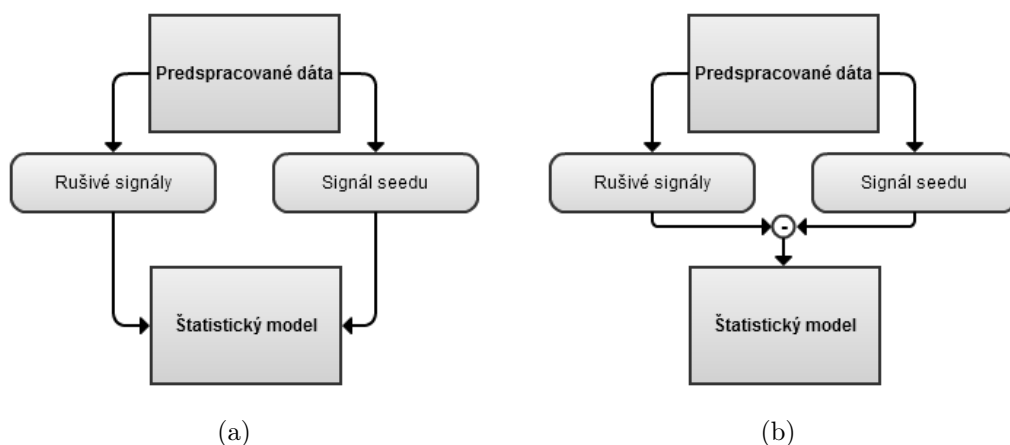 Predspracované dáta
Rušivé signály
Signál seedu
Štatistický model
(a)
Predspracované dáta
Rušivé signály
Signál seedu
-
Štatistický model
(b)